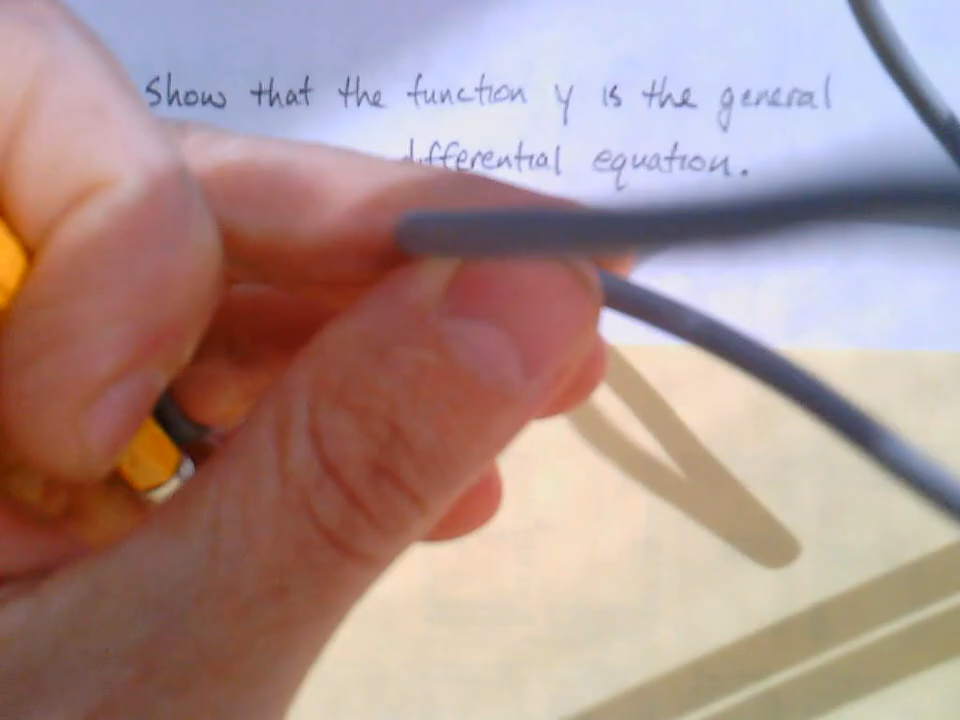 Show that the function y is the general
differential equation.